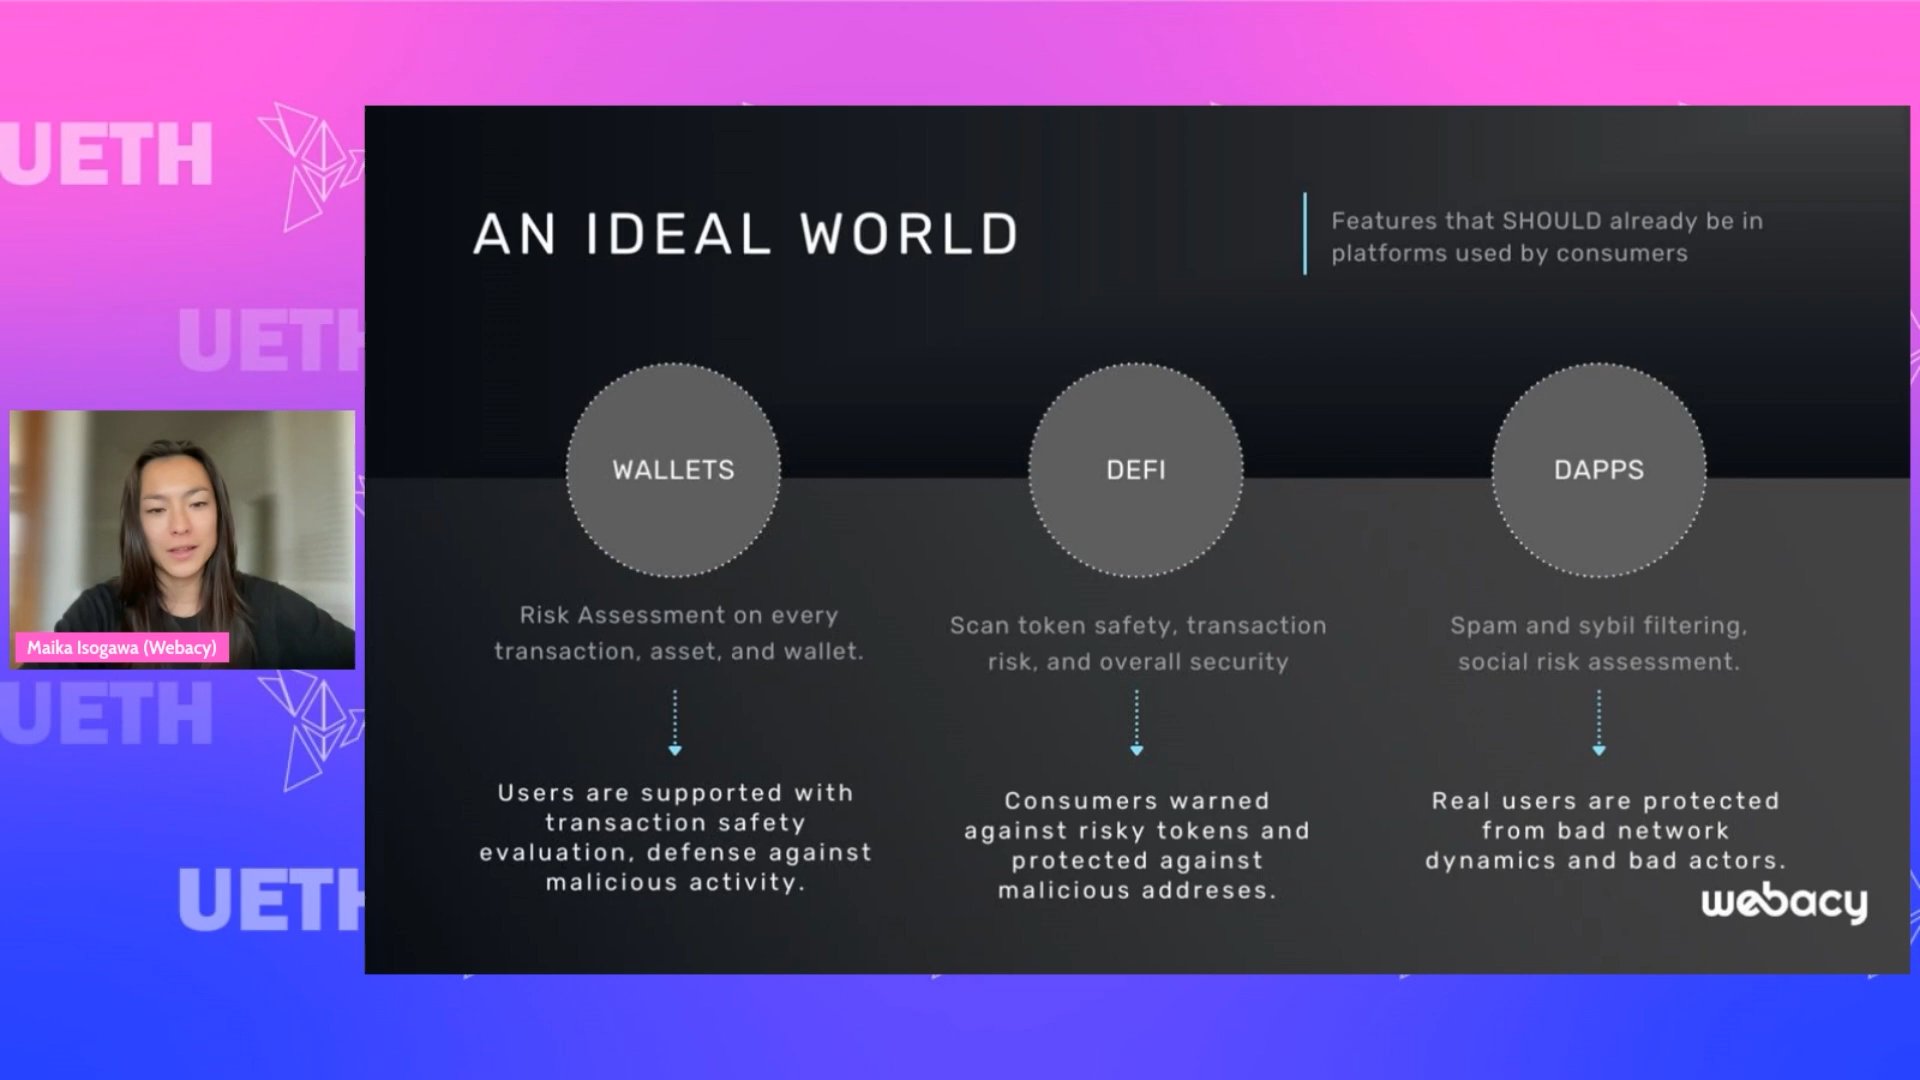 UETH
UETH
UETH
UETH
Maika Isogawa (Webacy)
AN IDEAL WORLD
Features that SHOULD already be in
platforms used by consumers
WALLETS
Risk Assessment on every
transaction, asset, and wallet.
Users are supported with
transaction safety
evaluation, defense against
malicious activity.
DEFI
Scan token safety, transaction
risk, and overall security
Consumers warned
against risky tokens and
protected against
malicious addreses.
DAPPS
Spam and sybil filtering,
social risk assessment.
Real users are protected
from bad network
dynamics and bad actors.
webacy